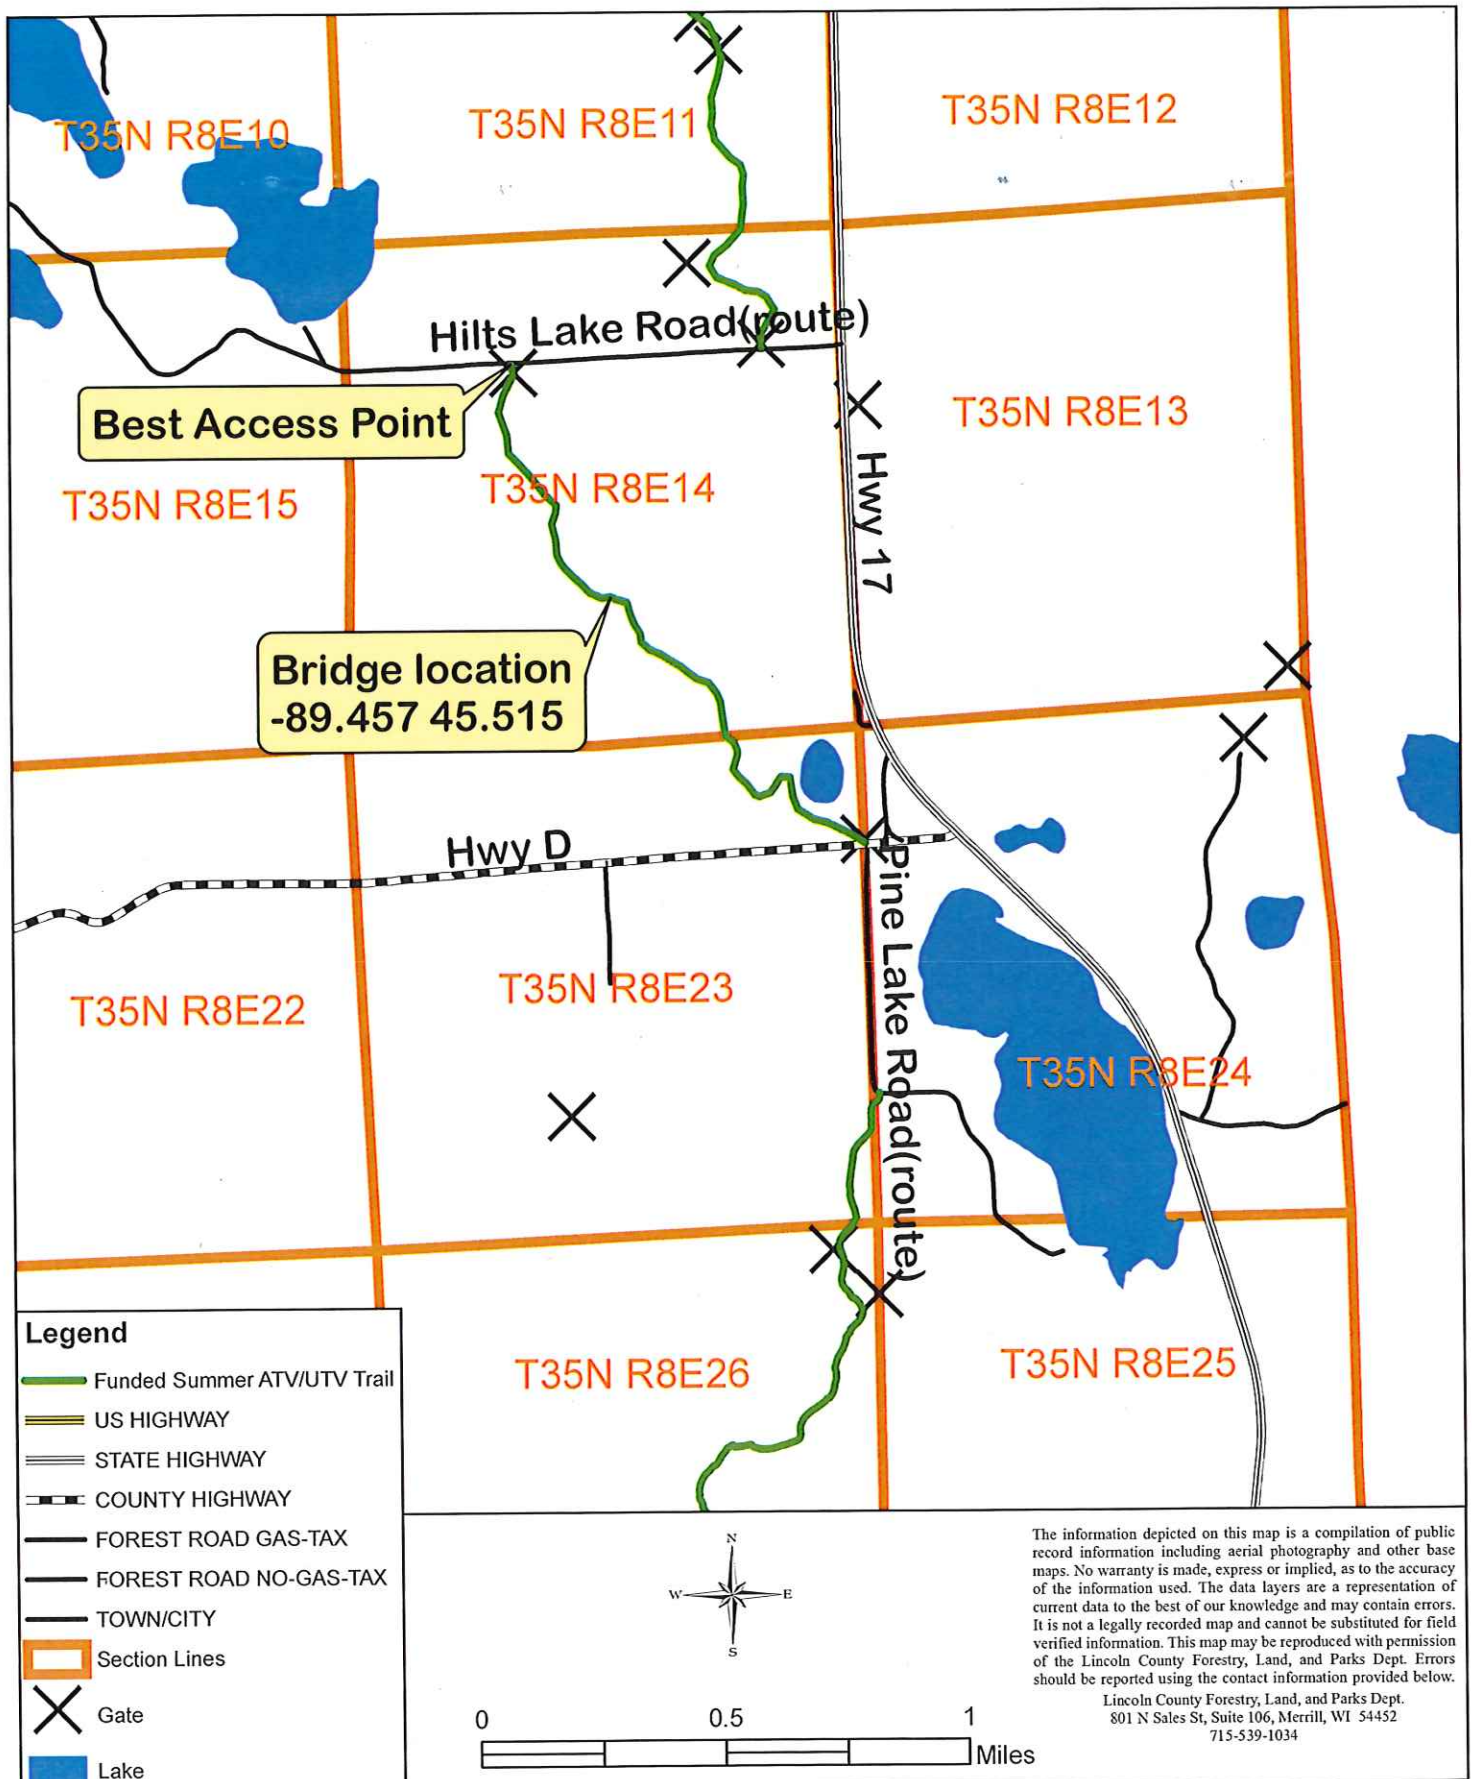 T35N R8E10
T35N R8E11
T35N R8E12
Hilts Lake Road(route)
Best Access Point
T35N R8E13
T35N R8E15
T35N R8E14
Hwy 17
Bridge location
-89.457 45.515
Hwy D
Pine Lake Road(route)
T35N R8E22
T35N R8E23
T35N R8E24
T35N R8E26
T35N R8E25
Legend
Funded Summer ATV/UTV Trail
US HIGHWAY
STATE HIGHWAY
COUNTY HIGHWAY
FOREST ROAD GAS-TAX
FOREST ROAD NO-GAS-TAX
TOWN/CITY
Section Lines
Gate
Lake
N
W E
S
0 0.5 1
Miles
The information depicted on this map is a compilation of public
record information including aerial photography and other base
maps. No warranty is made, express or implied, as to the accuracy
of the information used. The data layers are a representation of
current data to the best of our knowledge and may contain errors.
It is not a legally recorded map and cannot be substituted for field
verified information. This map may be reproduced with permission
of the Lincoln County Forestry, Land, and Parks Dept. Errors
should be reported using the contact information provided below.
Lincoln County Forestry, Land, and Parks Dept.
801 N Sales St, Suite 106, Merrill, WI 54452
715-539-1034